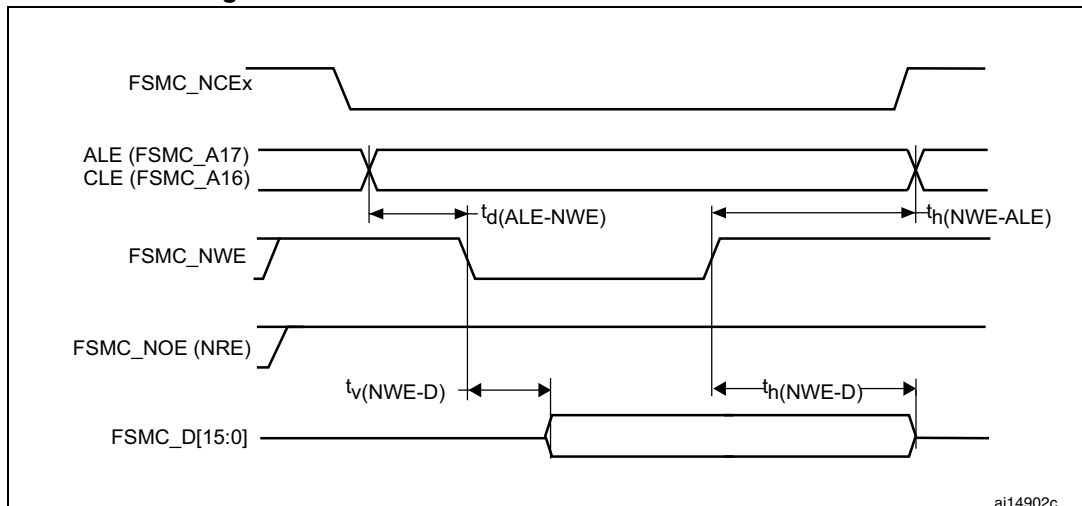 FSMC_NCEx
ALE (FSMC_A17)
CLE (FSMC_A16)
td(ALE-NWE)
th(NWE-ALE)
FSMC_NWE
FSMC_NOE (NRE)
tv(NWE-D)
th(NWE-D)
FSMC_D[15:0]
ai14902c